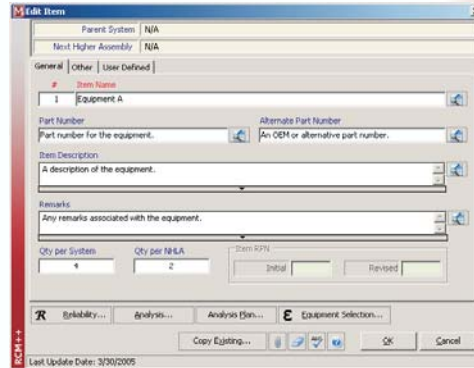 Edit Item
Parent System N/A
Next Higher Assembly N/A
General Other User Defined
# Item Name
1 Equipment A
Part Number Alternate Part Number
Part number for the equipment. An OEM or alternative part number.
Item Description
A description of the equipment.
Remarks
Any remarks associated with the equipment.
Qty per System Qty per NHLA Item RPN
4 2 Initial Revised
R Reliability... Analysis... Analysis Plan... ε Equipment Selection...
Copy Existing... OK Cancel
RCM++
Last Update Date: 3/30/2005